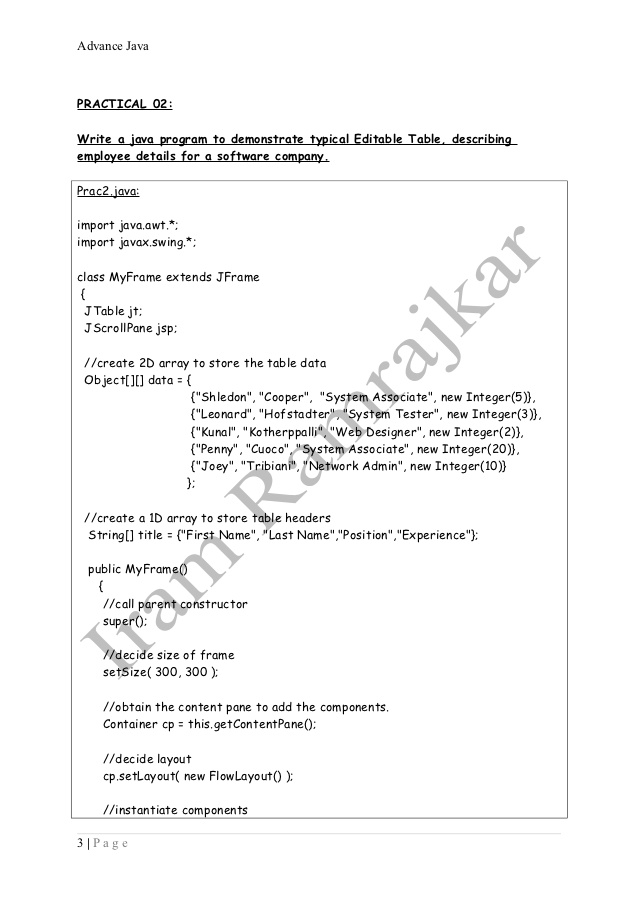 Advance Java
PRACTICAL 02:
Write a java program to demonstrate typical Editable Table, describing
employee details for a software company.
Prac2.java:
import java.awt.*;
import javax.swing.*;
class MyFrame extends JFrame
{
JTable jt;
JScrollPane jsp;
//create 2D array to store the table data
Object[][] data = {
{"Shledon", "Cooper", "System Associate", new Integer(5)},
{"Leonard", "Hofstadter", "System Tester", new Integer(3)},
{"Kunal", "Kotherppalli", "Web Designer", new Integer(2)},
{"Penny", "Cuoco", "System Associate", new Integer(20)},
{"Joey", "Tribiani", "Network Admin", new Integer(10)}
};
//create a 1D array to store table headers
String[] title = {"First Name", "Last Name","Position","Experience"};
public MyFrame()
{
//call parent constructor
super();
//decide size of frame
setSize( 300, 300 );
//obtain the content pane to add the components.
Container cp = this.getContentPane();
//decide layout
cp.setLayout( new FlowLayout() );
//instantiate components
3 | P a g e
Iram Ramrajkar